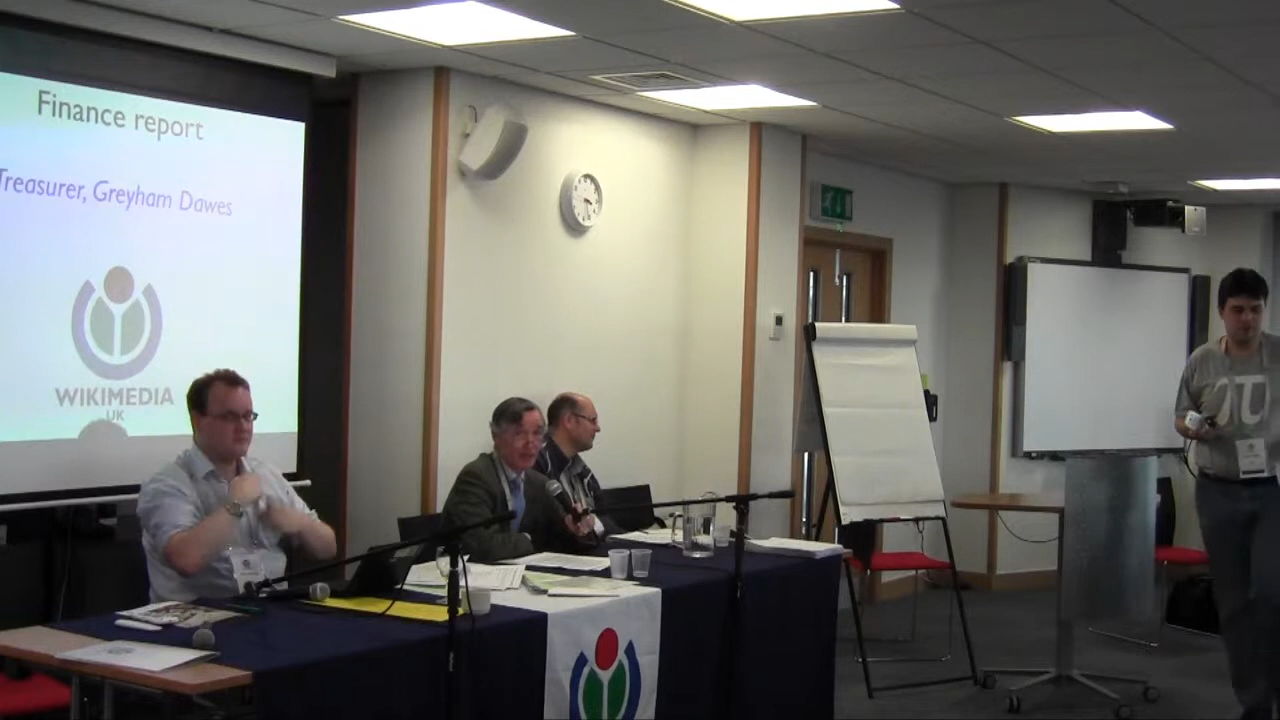 Finance report
Treasurer, Greyham Dawes
WIKIMEDIA
UK
π